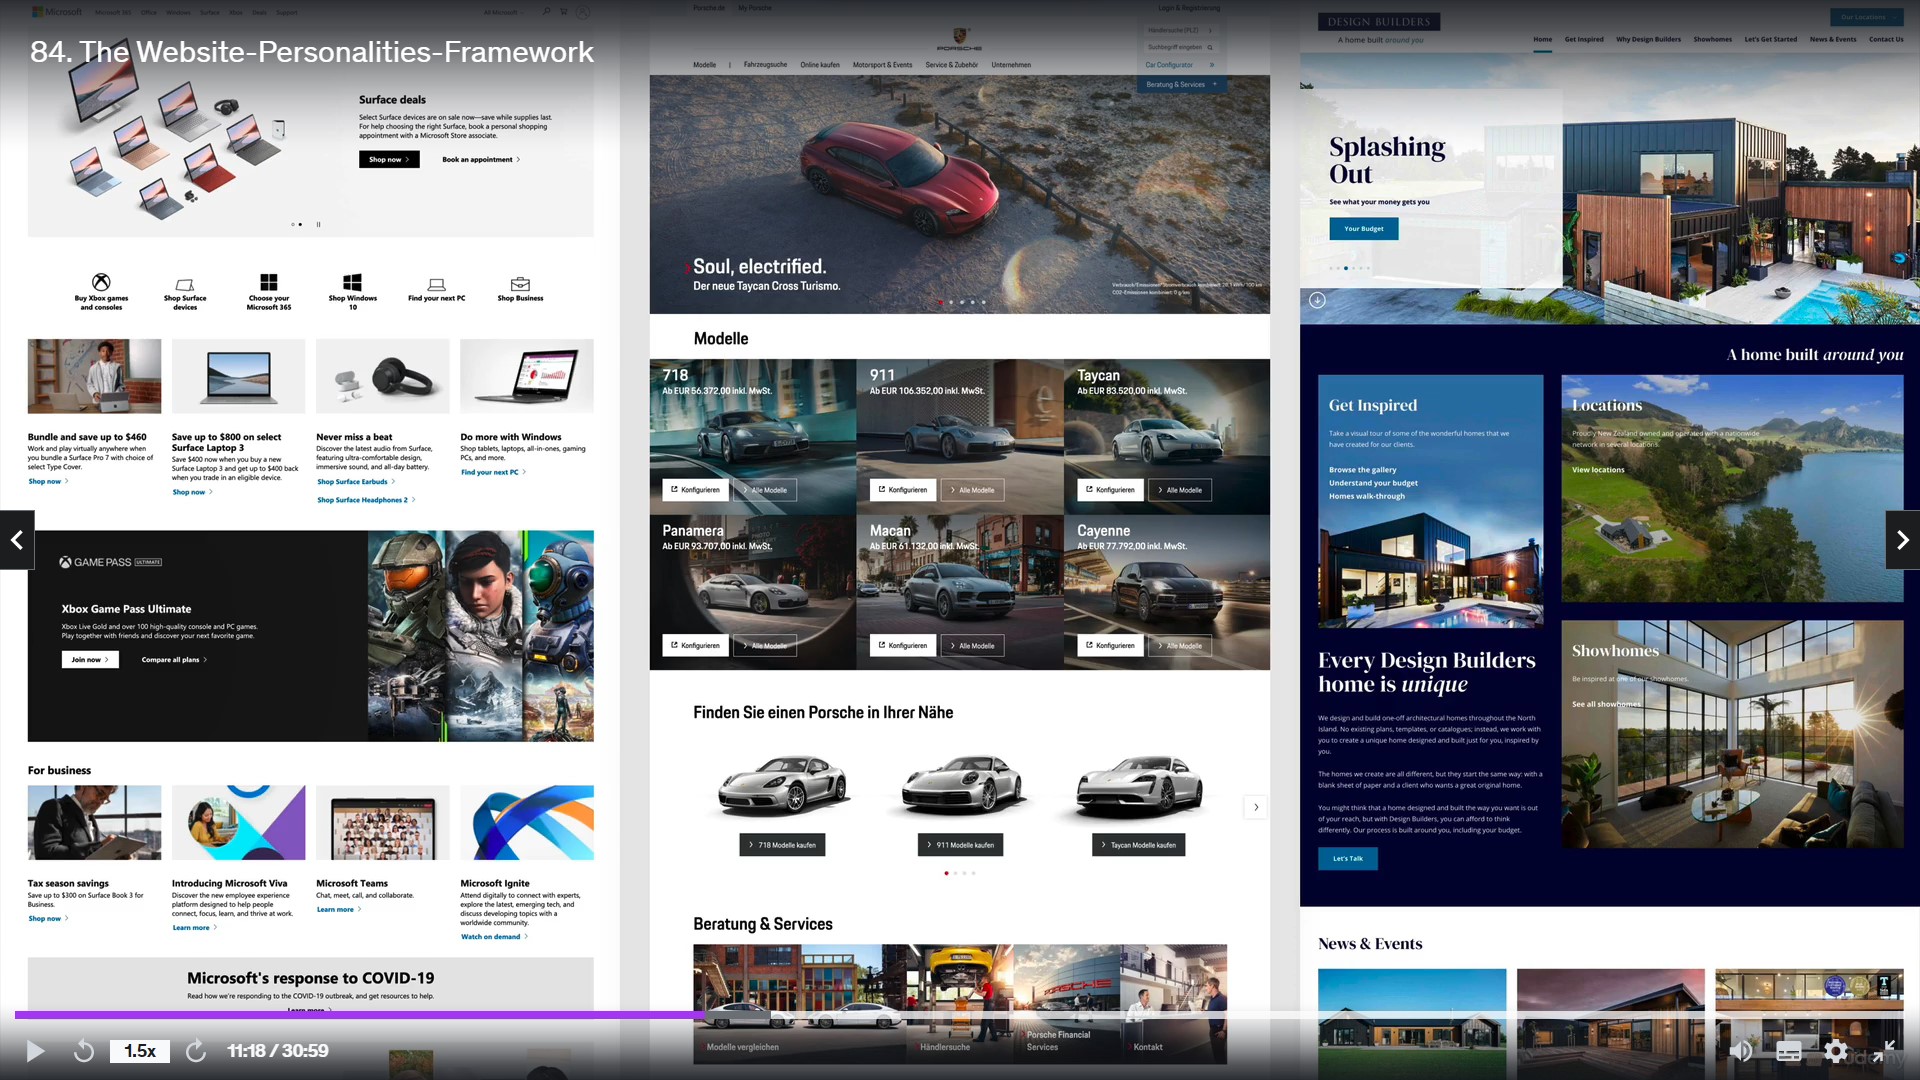 Microsoft
Microsoft 365 Office Windows Surface Xbox Deals Support
All Microsoft
84. The Website-Personalities-Framework
Surface deals
Select Surface devices are on sale now—save while supplies last.
For help choosing the right Surface, book a personal shopping
appointment with a Microsoft Store associate.
Shop now
Book an appointment
Buy Xbox games
and consoles
Shop Surface
devices
Choose your
Microsoft 365
Shop Windows
10
Find your next PC
Shop Business
Bundle and save up to $460
Work and play virtually anywhere when
you bundle a Surface Pro 7 with choice of
select Type Cover.
Shop now
Save up to $800 on select
Surface Laptop 3
Save $400 now when you buy a new
Surface Laptop 3 and get up to $400 back
when you trade in an eligible device.
Shop now
Never miss a beat
Discover the latest audio from Surface,
featuring ultra-comfortable design,
immersive sound, and all-day battery.
Shop Surface Earbuds
Shop Surface Headphones 2
Do more with Windows
Shop tablets, laptops, all-in-ones, gaming
PCs, and more.
Find your next PC
GAME PASS ULTIMATE
Xbox Game Pass Ultimate
Xbox Live Gold and over 100 high-quality console and PC games.
Play together with friends and discover your next favorite game.
Join now
Compare all plans
For business
Tax season savings
Save up to $300 on Surface Book 3 for
Business.
Shop now
Introducing Microsoft Viva
Discover the new employee experience
platform designed to help people
connect, focus, learn, and thrive at work.
Learn more
Microsoft Teams
Chat, meet, call, and collaborate.
Learn more
Microsoft Ignite
Attend digitally to connect with experts,
explore the latest, emerging tech, and
discuss developing topics with a
worldwide community.
Watch on demand
Microsoft's response to COVID-19
Read how we're responding to the COVID-19 outbreak, and get resources to help.
Learn more
Porsche.de My Porsche
Login & Registrierung
PORSCHE
Händlersuche (PLZ)
Suchbegriff eingeben
Car Configurator
Beratung & Services +
Modelle | Fahrzeugsuche Online kaufen Motorsport & Events Service & Zubehör Unternehmen
Soul, electrified.
Der neue Taycan Cross Turismo.
Modelle
718
Ab EUR 56.372,00 inkl. MwSt.
Konfigurieren
Alle Modelle
911
Ab EUR 106.352,00 inkl. MwSt.
Konfigurieren
Alle Modelle
Taycan
Ab EUR 83.520,00 inkl. MwSt.
Konfigurieren
Alle Modelle
Panamera
Ab EUR 93.707,00 inkl. MwSt.
Konfigurieren
Alle Modelle
Macan
Ab EUR 61.132,00 inkl. MwSt.
Konfigurieren
Alle Modelle
Cayenne
Ab EUR 77.792,00 inkl. MwSt.
Konfigurieren
Alle Modelle
Finden Sie einen Porsche in Ihrer Nähe
718 Modelle kaufen
911 Modelle kaufen
Taycan Modelle kaufen
Beratung & Services
Modelle vergleichen
Händlersuche
Porsche Financial
Services
Kontakt
DESIGN BUILDERS
A home built around you
Our Locations
Home Get Inspired Why Design Builders Showhomes Let's Get Started News & Events Contact Us
Splashing
Out
See what your money gets you
Your Budget
A home built around you
Get Inspired
Take a visual tour of some of the wonderful homes that we
have created for our clients.
Browse the gallery
Understand your budget
Homes walk-through
Locations
Proudly New Zealand owned and operated with a nationwide
network in several locations.
View locations
Showhomes
Be inspired at one of our showhomes.
See all showhomes
Every Design Builders
home is unique
We design and build one-off architectural homes throughout the North
Island. No existing plans, templates, or catalogues; instead, we work with
you to create a unique home designed and built just for you, inspired by
you.
The homes we create are all different, but they start the same way: with a
blank sheet of paper and a client who wants a great original home.
You might think that a home designed and built the way you want is out
of your reach, but with Design Builders, you can afford to think
differently. Our process is built around you, including your budget.
Let's Talk
News & Events
1.5x
11:18 / 30:59
Udemy